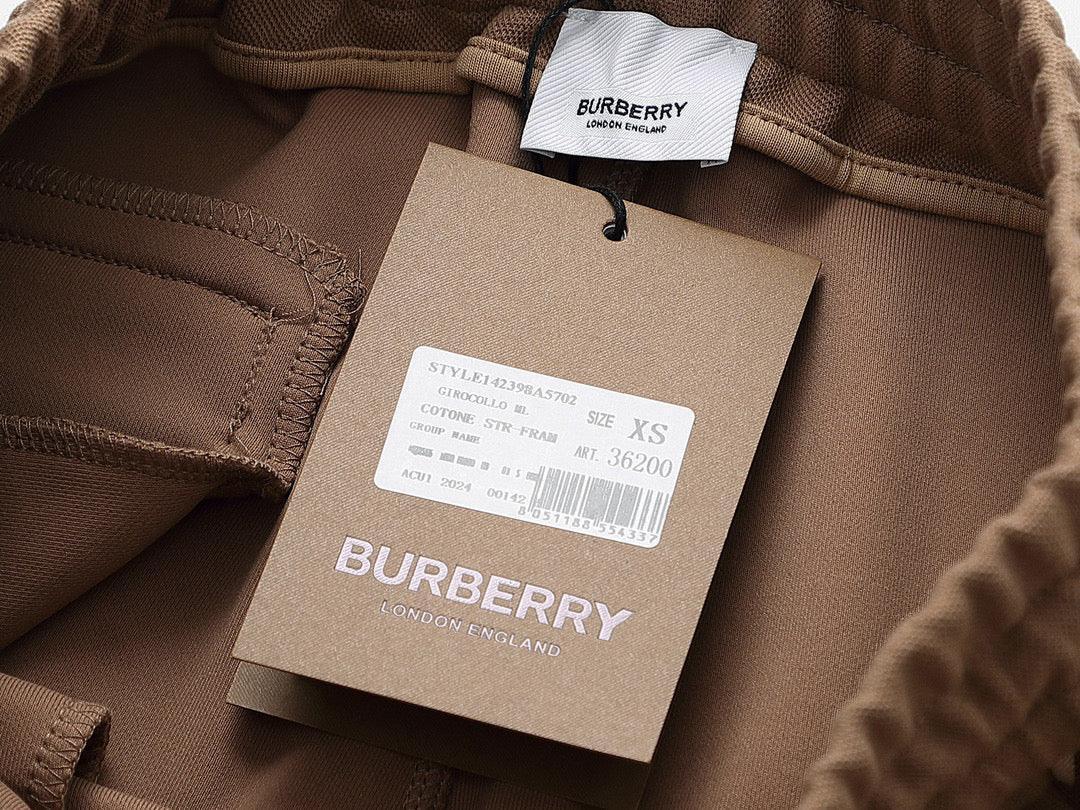 BURBERRY
LONDON ENGLAND
STYLE142398A5702
GIROCOLLO ML
COTONE STR-FRAM
GROUP NAME
SIZE XS
ART. 36200
01 S
ACU1 2024 00142
8 051188 554337
BURBERRY
LONDON ENGLAND